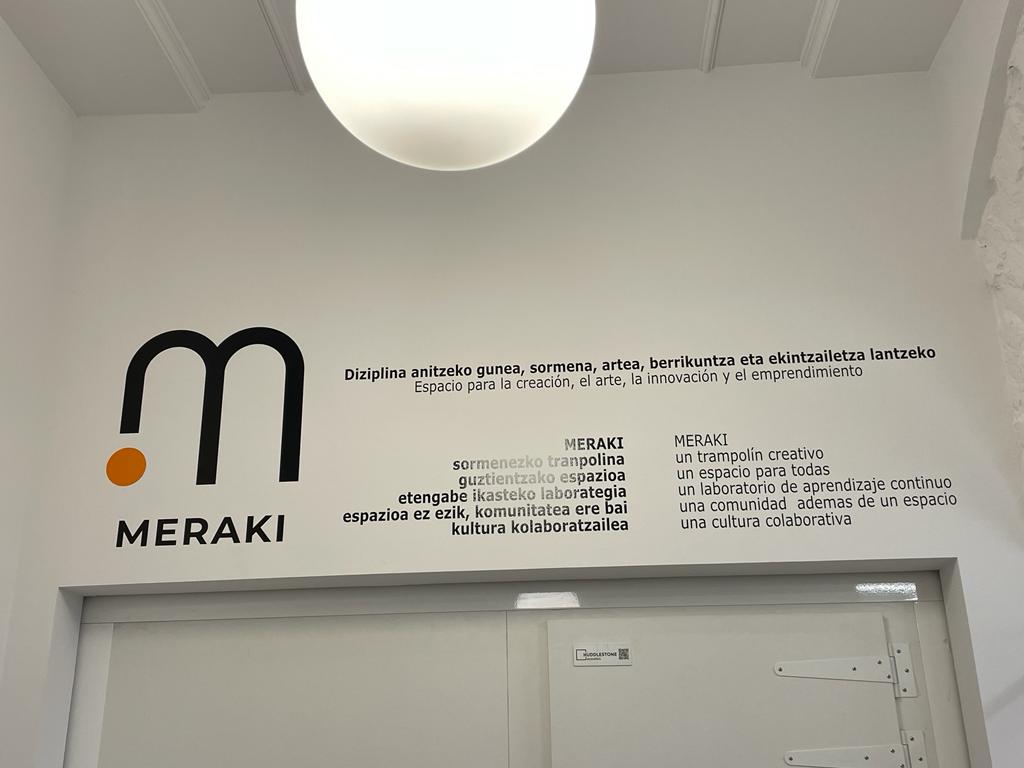 m
MERAKI
Diziplina anitzeko gunea, sormena, artea, berrikuntza eta ekintzailetza lantzeko
Espacio para la creación, el arte, la innovación y el emprendimiento
MERAKI
sormenezko tranpolina
guztientzako espazioa
etengabe ikasteko laborategia
espazioa ez ezik, komunitatea ere bai
kultura kolaboratzailea
MERAKI
un trampolín creativo
un espacio para todas
un laboratorio de aprendizaje continuo
una comunidad ademas de un espacio
una cultura colaborativa
HUDDLESTONE